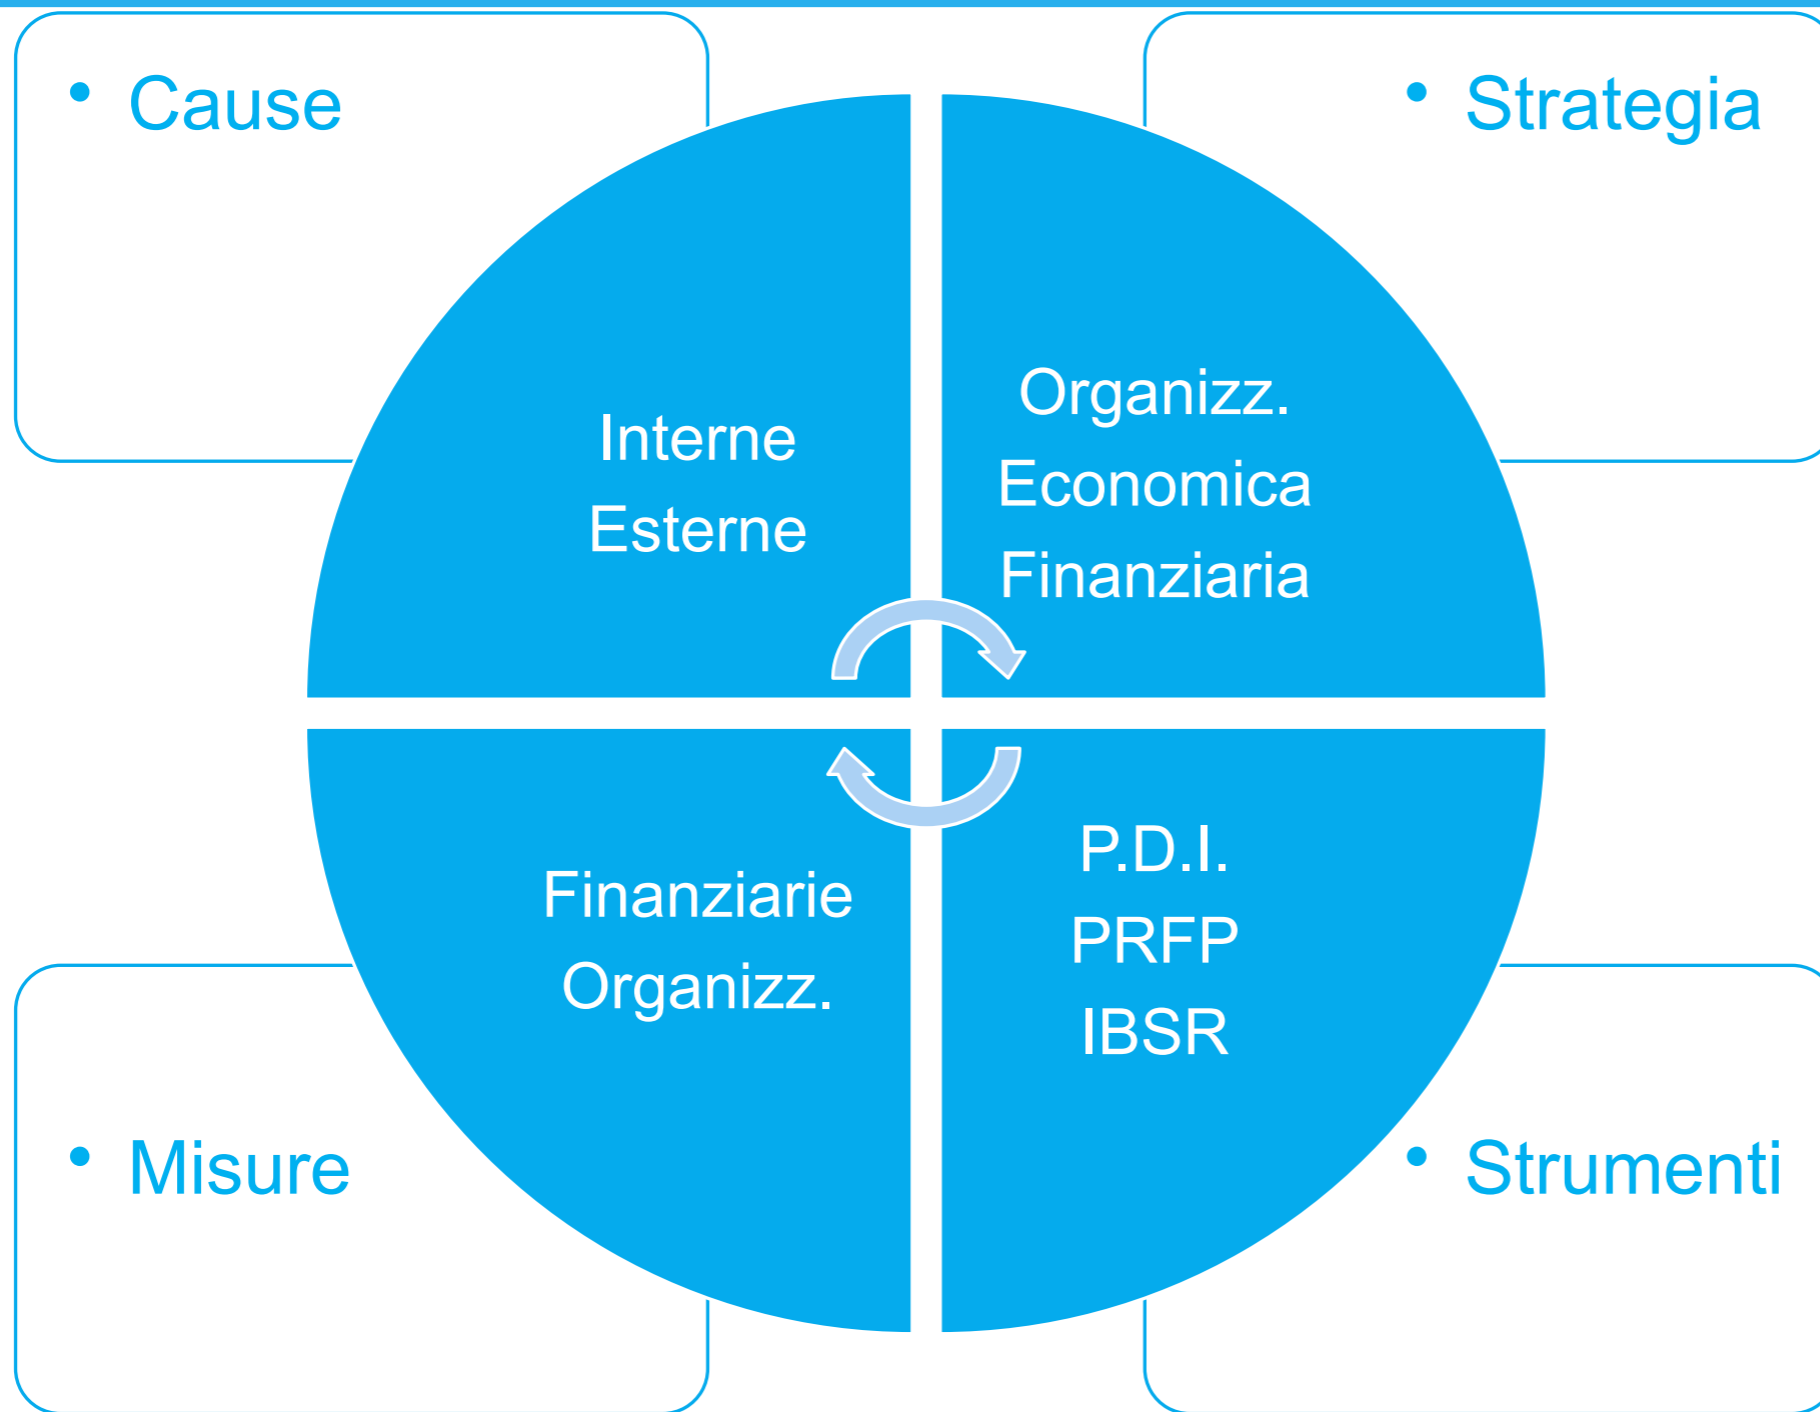 • Cause
Interne
Esterne
• Strategia
Organizz.
Economica
Finanziaria
• Misure
Finanziarie
Organizz.
• Strumenti
P.D.I.
PRFP
IBSR